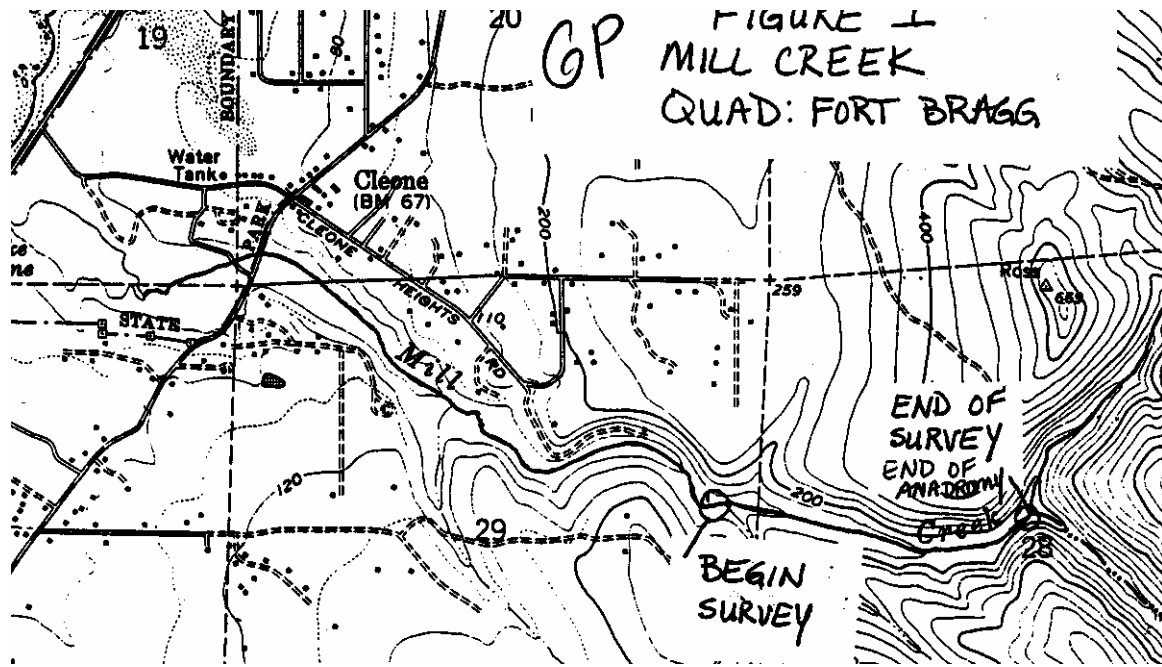 FIGURE 1
MILL CREEK
QUAD: FORT BRAGG
GP
19
20
80
BOUNDARY
Water
Tank
Cleone
(BM 67)
PARK
CLEONE
HEIGHTS
RD
110
200
400
259
Ross
669
STATE
Mill
END OF
SURVEY
END OF
ANADROMY
120
200
Creek
29
28
BEGIN
SURVEY